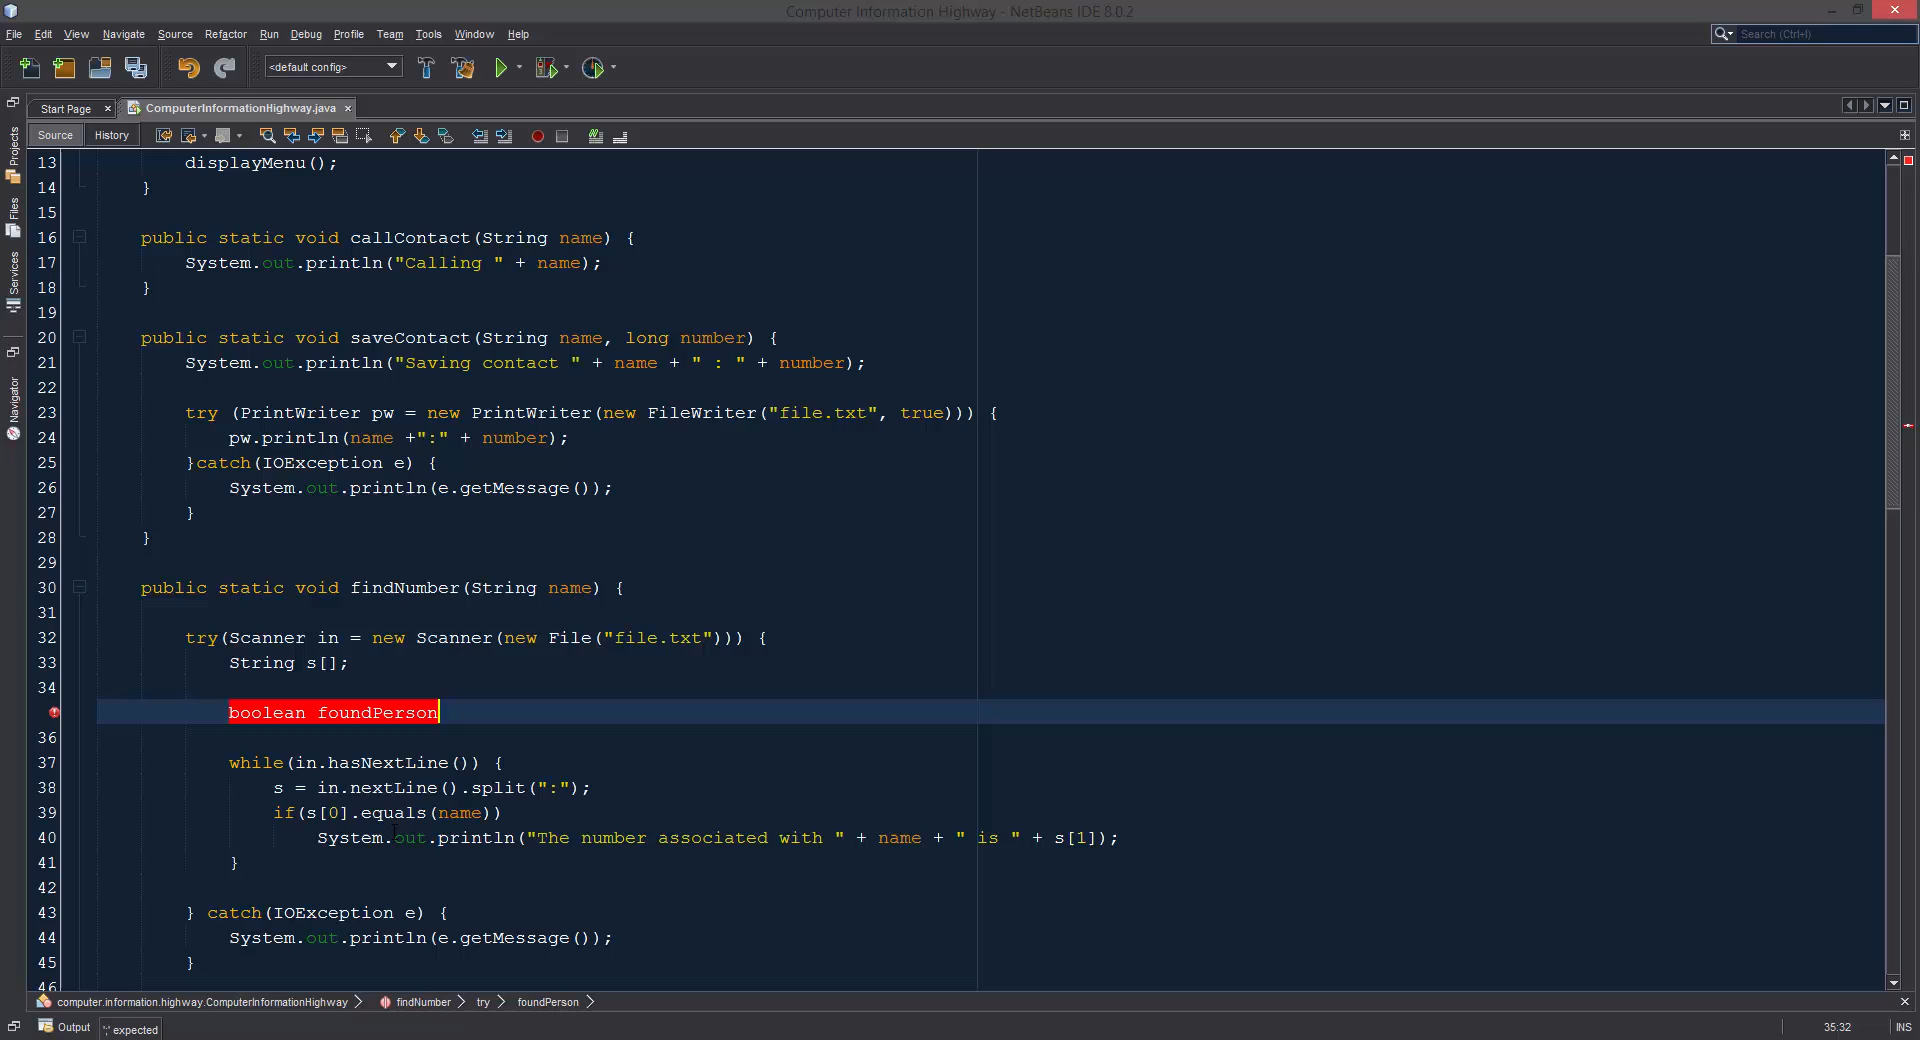 Computer Information Highway - NetBeans IDE 8.0.2
File Edit View Navigate Source Refactor Run Debug Profile Team Tools Window Help
Search (Ctrl+I)
<default config>
Start Page ComputerInformationHighway.java
Source History
Projects
Files
Services
Navigator
13 displayMenu();
14 }
15
16 public static void callContact(String name) {
17 System.out.println("Calling " + name);
18 }
19
20 public static void saveContact(String name, long number) {
21 System.out.println("Saving contact " + name + " : " + number);
22
23 try (PrintWriter pw = new PrintWriter(new FileWriter("file.txt", true))) {
24 pw.println(name +":" + number);
25 }catch(IOException e) {
26 System.out.println(e.getMessage());
27 }
28 }
29
30 public static void findNumber(String name) {
31
32 try(Scanner in = new Scanner(new File("file.txt"))) {
33 String s[];
34
boolean foundPerson
36
37 while(in.hasNextLine()) {
38 s = in.nextLine().split(":");
39 if(s[0].equals(name))
40 System.out.println("The number associated with " + name + " is " + s[1]);
41 }
42
43 } catch(IOException e) {
44 System.out.println(e.getMessage());
45 }
46
computer.information.highway.ComputerInformationHighway findNumber try foundPerson
Output ';' expected 35:32 INS